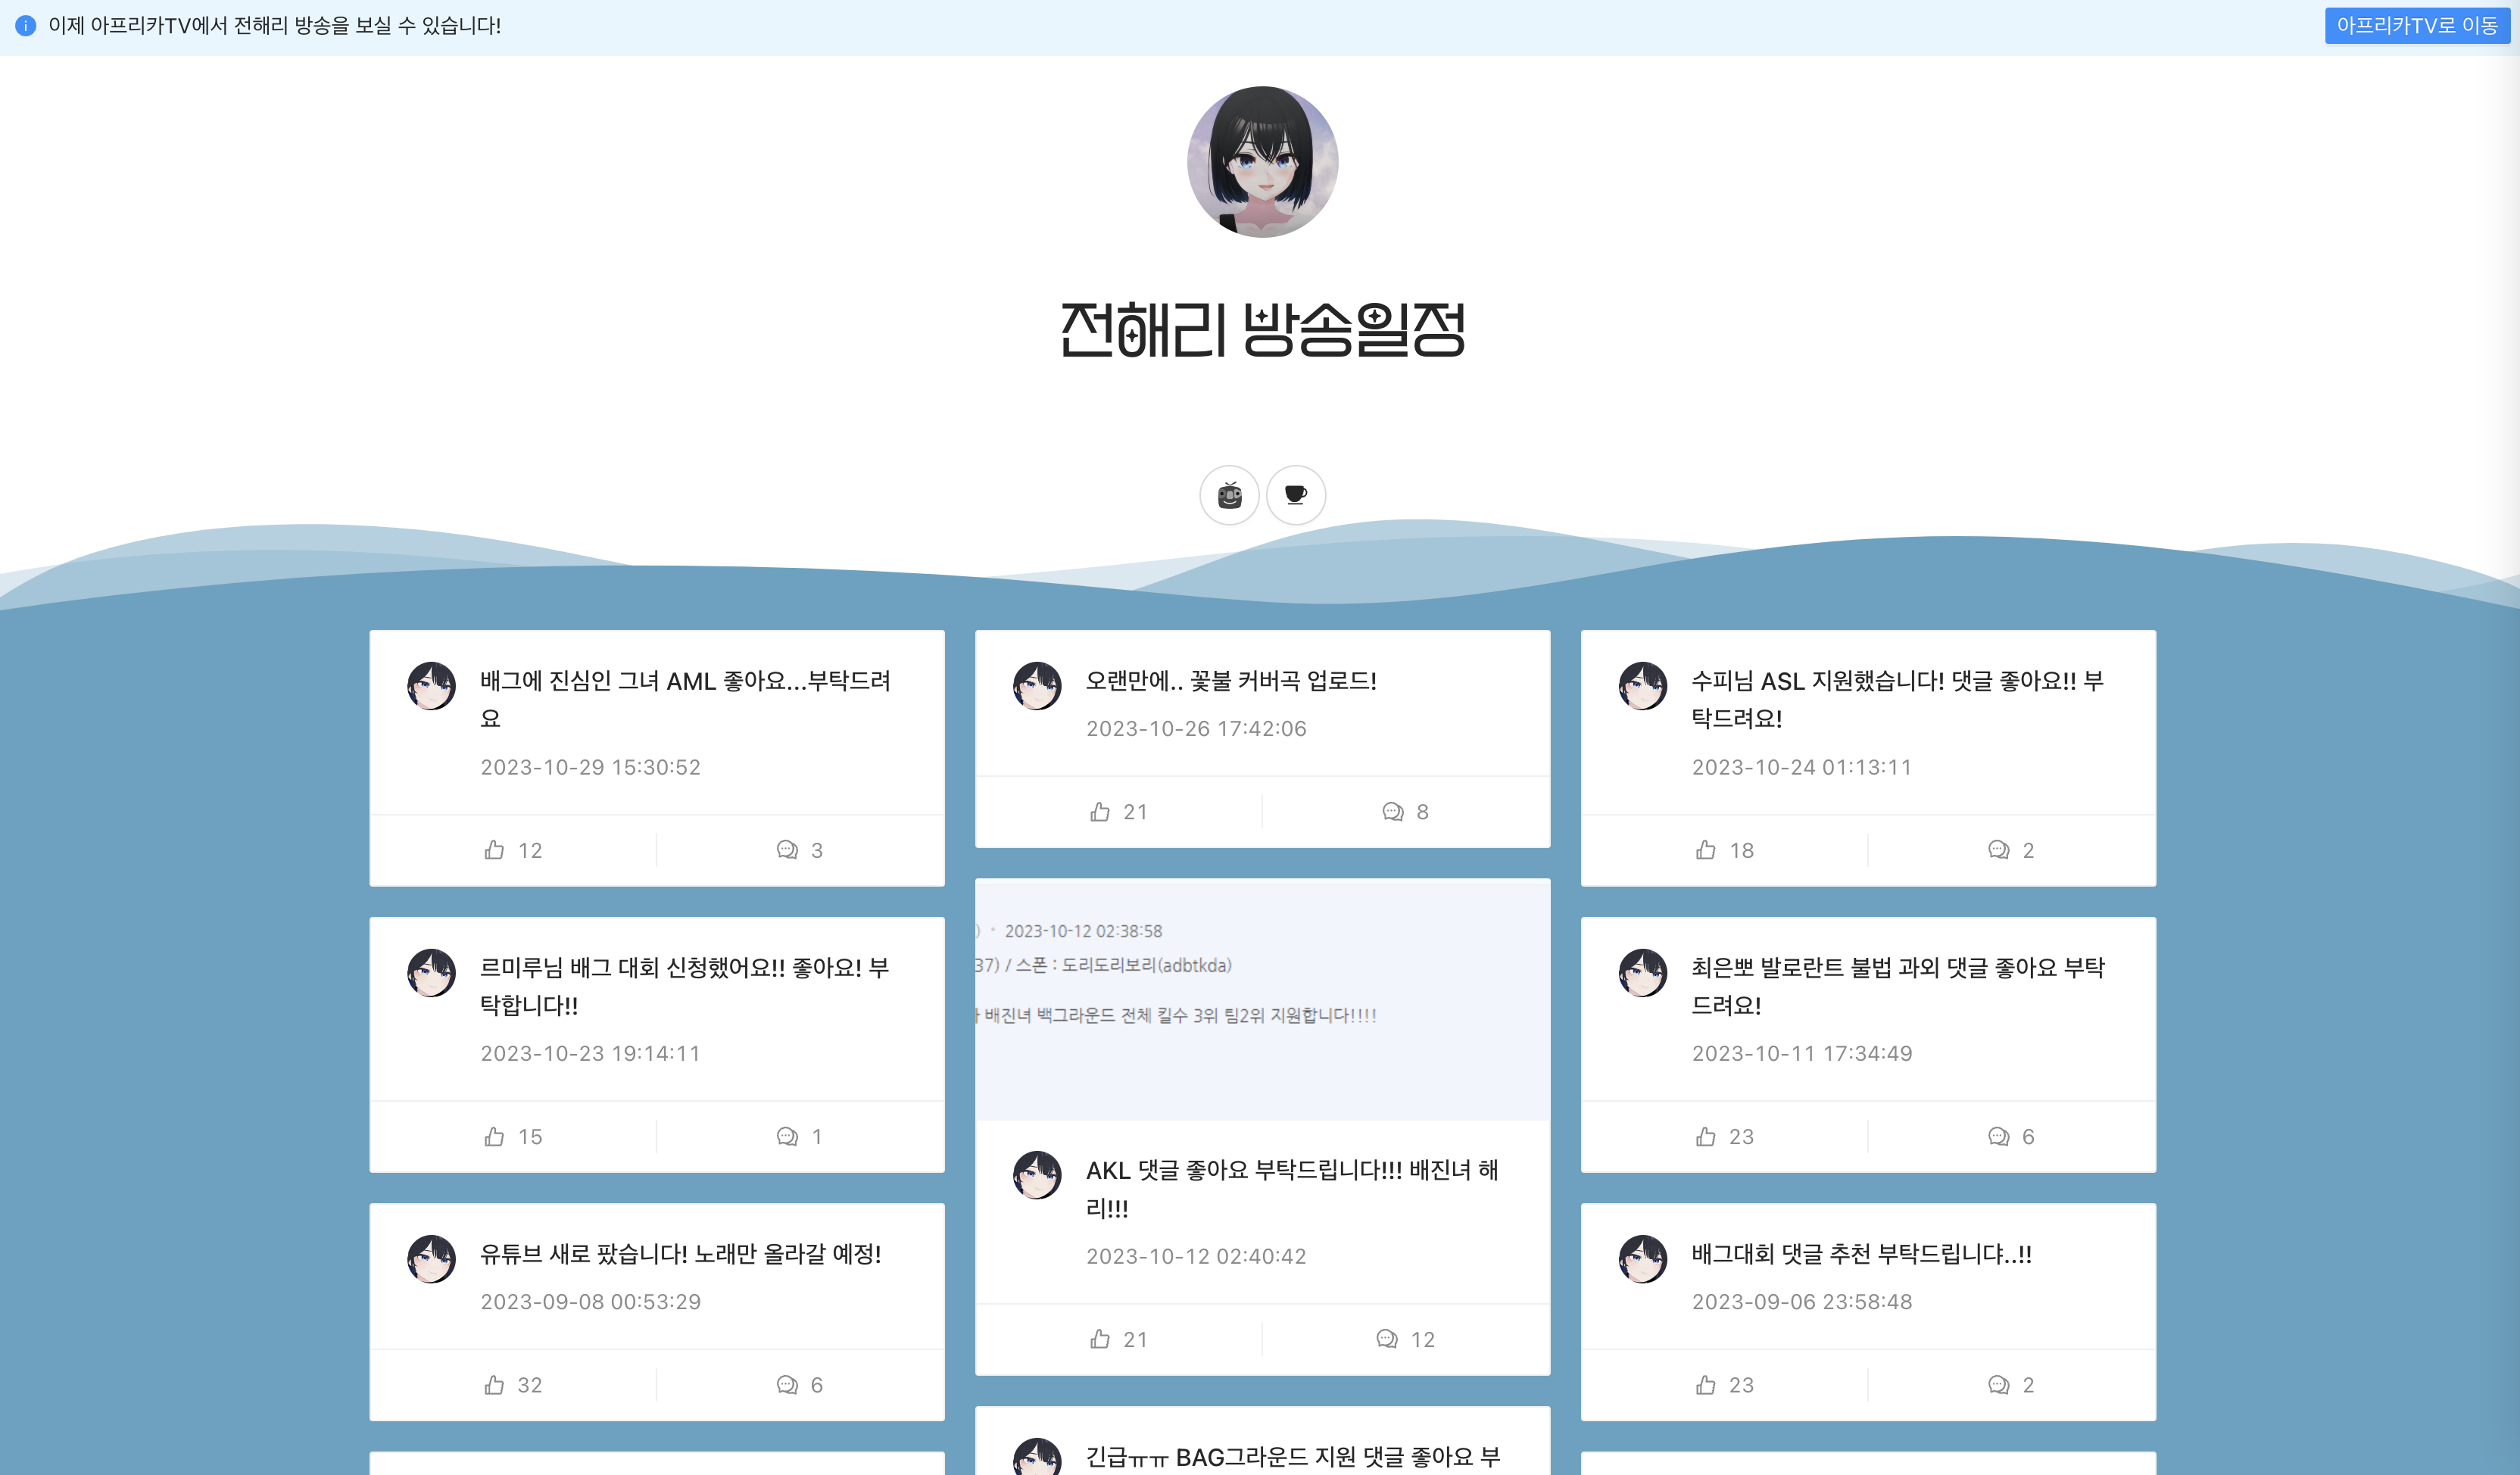 이제 아프리카TV에서 전해리 방송을 보실 수 있습니다!
아프리카TV로 이동
전해리 방송일정
배그에 진심인 그녀 AML 좋아요...부탁드려
요
2023-10-29 15:30:52
12
3
오랜만에.. 꽃불 커버곡 업로드!
2023-10-26 17:42:06
21
8
수피님 ASL 지원했습니다! 댓글 좋아요!! 부
탁드려요!
2023-10-24 01:13:11
18
2
르미루님 배그 대회 신청했어요!! 좋아요! 부
탁합니다!!
2023-10-23 19:14:11
15
1
) • 2023-10-12 02:38:58
37) / 스폰 : 도리도리보리(adbtkda)
배진녀 백그라운드 전체 킬수 3위 팀2위 지원합니다!!!!
AKL 댓글 좋아요 부탁드립니다!!! 배진녀 해
리!!!
2023-10-12 02:40:42
21
12
최은뽀 발로란트 불법 과외 댓글 좋아요 부탁
드려요!
2023-10-11 17:34:49
23
6
유튜브 새로 팠습니다! 노래만 올라갈 예정!
2023-09-08 00:53:29
32
6
배그대회 댓글 추천 부탁드립니댜..!!
2023-09-06 23:58:48
23
2
긴급ㅠㅠ BAG그라운드 지원 댓글 좋아요 부